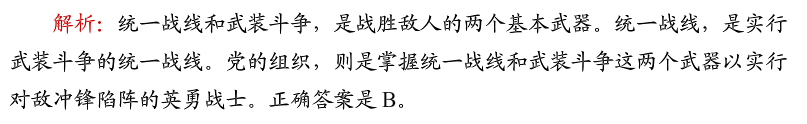 解析：统一战线和武装斗争，是战胜敌人的两个基本武器。统一战线，是实行
武装斗争的统一战线。党的组织，则是掌握统一战线和武装斗争这两个武器以实行
对敌冲锋陷阵的英勇战士。正确答案是 B。